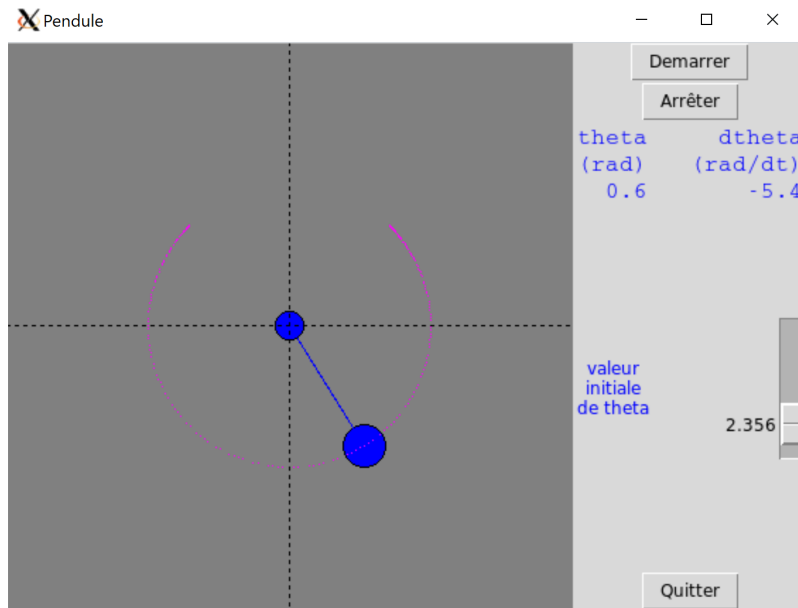 Pendule
Demarrer
Arrêter
theta dtheta
(rad) (rad/dt)
0.6 -5.4
valeur
initiale
de theta
2.356
Quitter